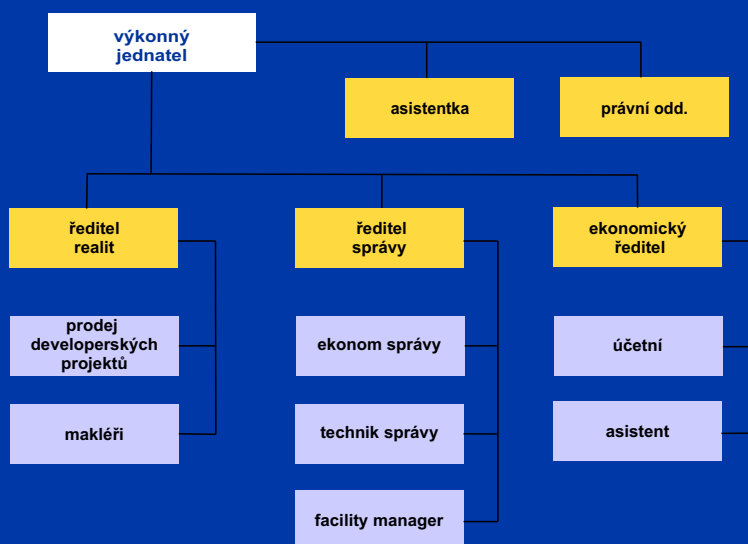 výkonný
jednatel
asistentka
právní odd.
ředitel
realit
ředitel
správy
ekonomický
ředitel
prodej
developerských
projektů
ekonom správy
účetní
makléři
technik správy
asistent
facility manager